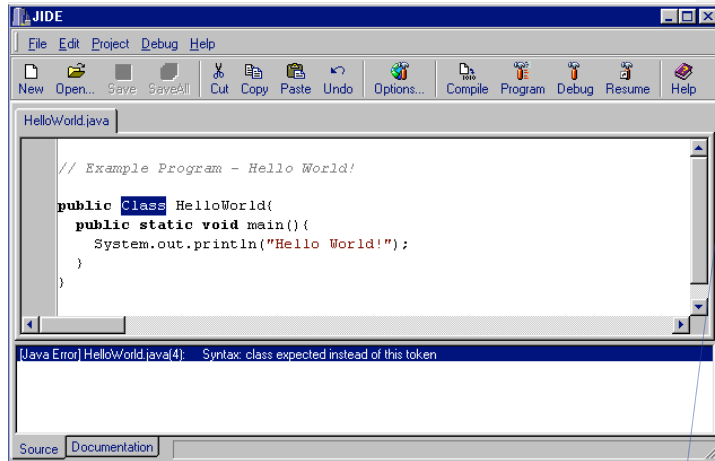 JIDE
File Edit Project Debug Help
New Open... Save SaveAll Cut Copy Paste Undo Options... Compile Program Debug Resume Help
HelloWorld.java
// Example Program - Hello World!
public Class HelloWorld{
public static void main(){
System.out.println("Hello World!");
}
}
[Java Error] HelloWorld.java(4): Syntax: class expected instead of this token
Source Documentation